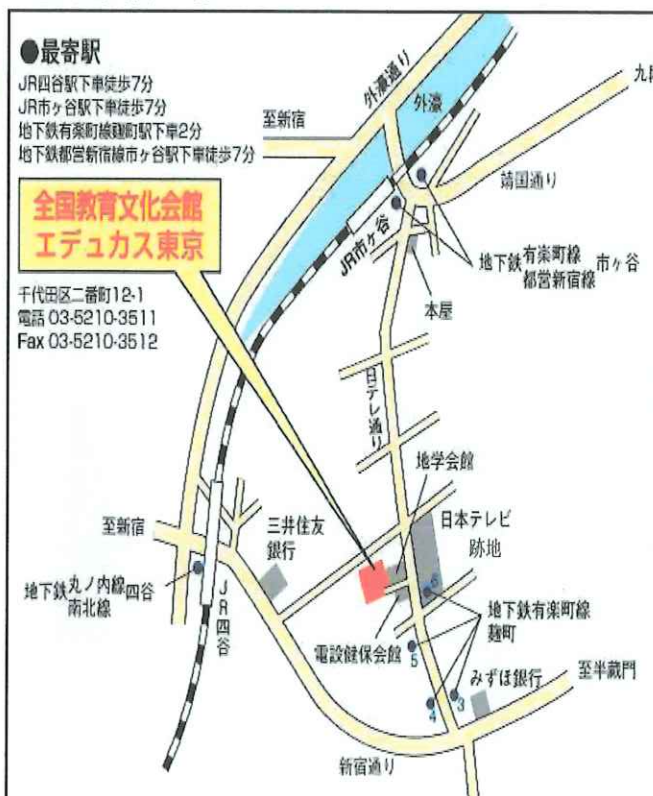 ●最寄駅
JR四谷駅下車徒歩7分
JR市ヶ谷駅下車徒歩7分
地下鉄有楽町線麹町駅下車2分
地下鉄都営新宿線市ヶ谷駅下車徒歩7分
全国教育文化会館
エデュカス東京
千代田区二番町12-1
電話 03-5210-3511
Fax 03-5210-3512
外濠通り
外濠
至新宿
靖国通り
JR市ヶ谷
地下鉄 有楽町線 市ヶ谷
都営新宿線
本屋
日テレ通り
地学会館
日本テレビ
跡地
至新宿
三井住友
銀行
地下鉄 丸ノ内線 四谷
南北線
JR四谷
6
地下鉄有楽町線
麹町
電設健保会館
5
みずほ銀行
至半蔵門
3
4
新宿通り